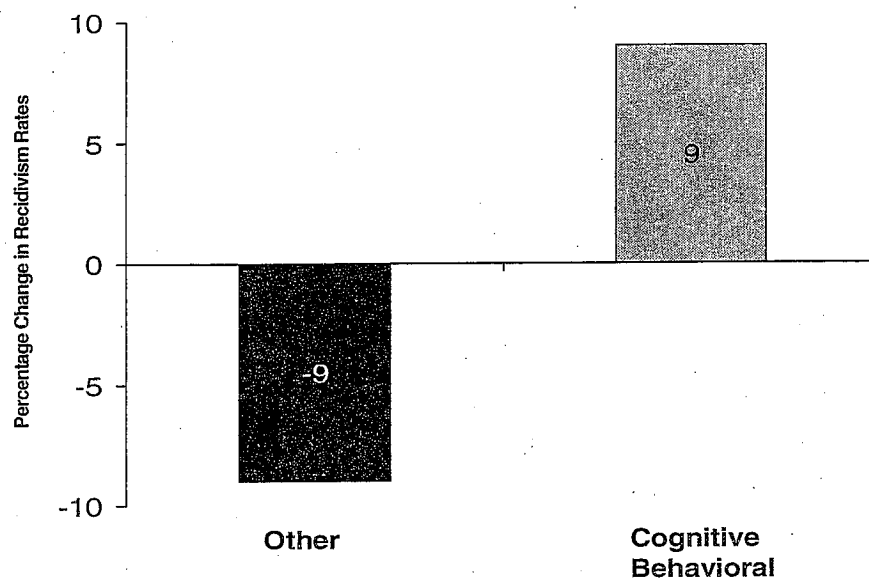 Percentage Change in Recidivism Rates
10
5
0
-5
-10
-9
9
Other
Cognitive
Behavioral